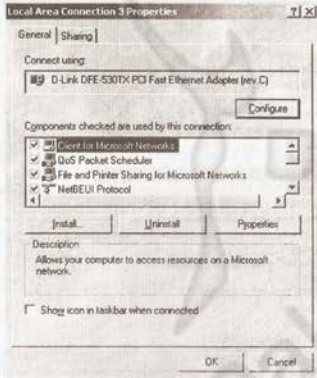 Local Area Connection 3 Properties
General Sharing
Connect using:
D-Link DFE-530TX PCI Fast Ethernet Adapter (rev.C)
Configure
Components checked are used by this connection:
Client for Microsoft Networks
QoS Packet Scheduler
File and Printer Sharing for Microsoft Networks
NetBEUI Protocol
Install... Uninstall Properties
Description
Allows your computer to access resources on a Microsoft
network.
Show icon in taskbar when connected
OK Cancel